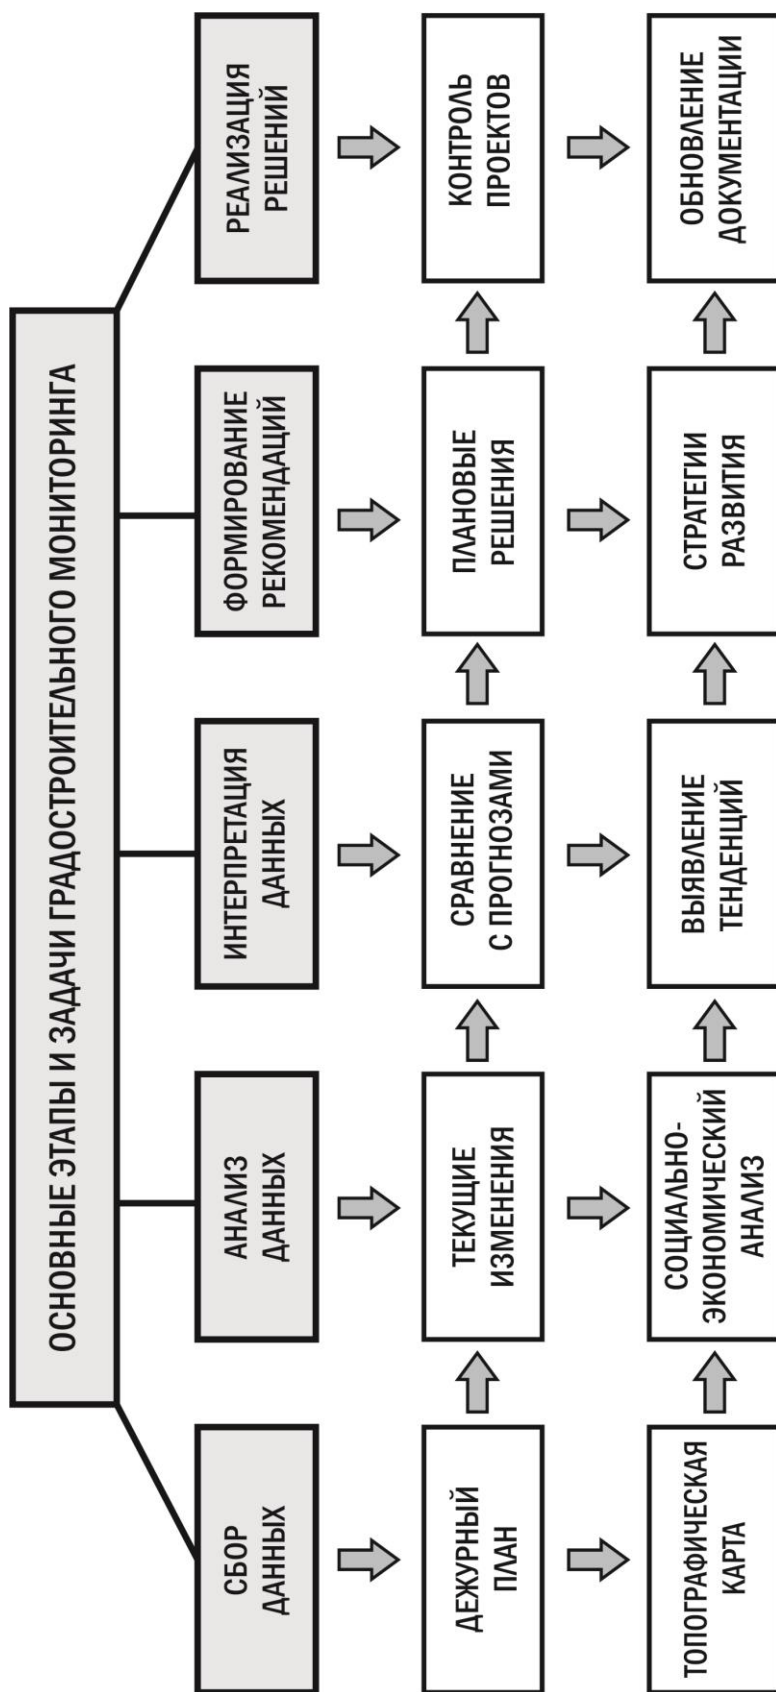 ОСНОВНЫЕ ЭТАПЫ И ЗАДАЧИ ГРАДОСТРОИТЕЛЬНОГО МОНИТОРИНГА
СБОР
ДАННЫХ
АНАЛИЗ
ДАННЫХ
ИНТЕРПРЕТАЦИЯ
ДАННЫХ
ФОРМИРОВАНИЕ
РЕКОМЕНДАЦИЙ
РЕАЛИЗАЦИЯ
РЕШЕНИЙ
ДЕЖУРНЫЙ
ПЛАН
ТЕКУЩИЕ
ИЗМЕНЕНИЯ
СРАВНЕНИЕ
С ПРОГНОЗАМИ
ПЛАНОВЫЕ
РЕШЕНИЯ
КОНТРОЛЬ
ПРОЕКТОВ
ТОПОГРАФИЧЕСКАЯ
КАРТА
СОЦИАЛЬНО-
ЭКОНОМИЧЕСКИЙ
АНАЛИЗ
ВЫЯВЛЕНИЕ
ТЕНДЕНЦИЙ
СТРАТЕГИИ
РАЗВИТИЯ
ОБНОВЛЕНИЕ
ДОКУМЕНТАЦИИ